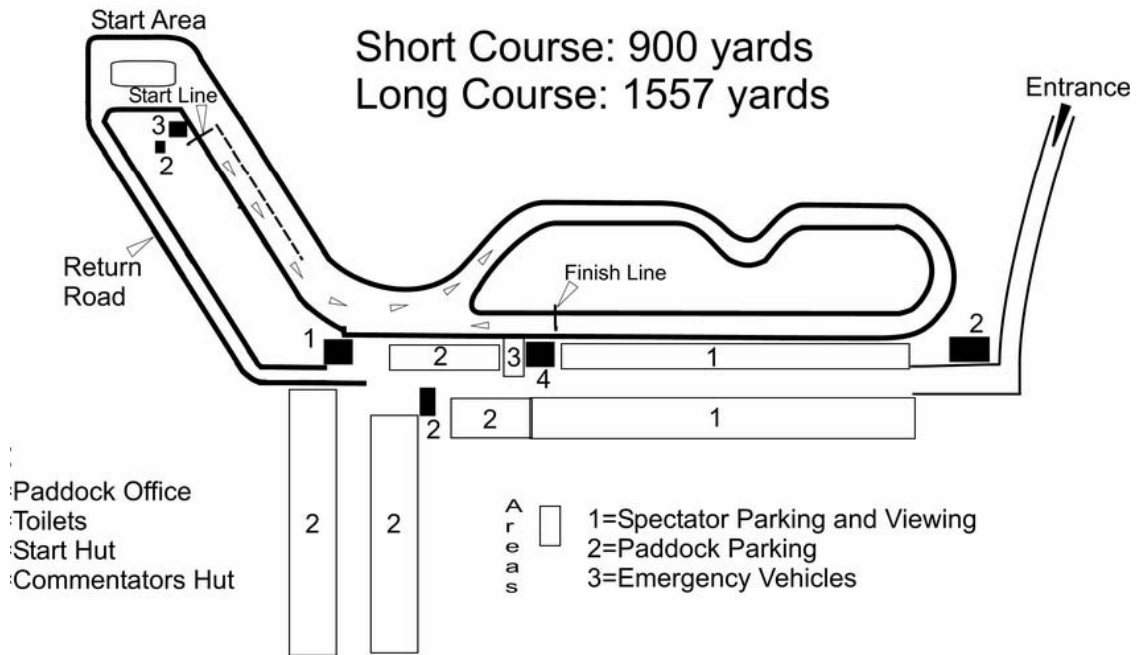 Start Area
Short Course: 900 yards
Long Course: 1557 yards
Entrance
Start Line
3
2
Return
Road
Finish Line
1
2
3
4
1
2
2
2
1
2
2
=Paddock Office
=Toilets
=Start Hut
=Commentators Hut
Areas
1=Spectator Parking and Viewing
2=Paddock Parking
3=Emergency Vehicles